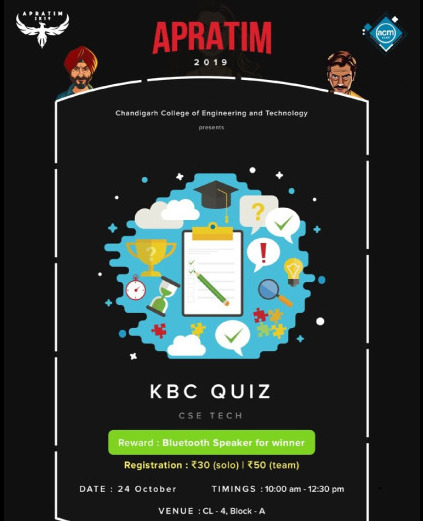 APRATIM
2019
APRATIM
2019
acm
Chandigarh College of Engineering and Technology
presents
KBC QUIZ
CSE TECH
Reward : Bluetooth Speaker for winner
Registration : ₹30 (solo) | ₹50 (team)
DATE : 24 October TIMINGS : 10:00 am - 12:30 pm
VENUE : CL - 4, Block - A